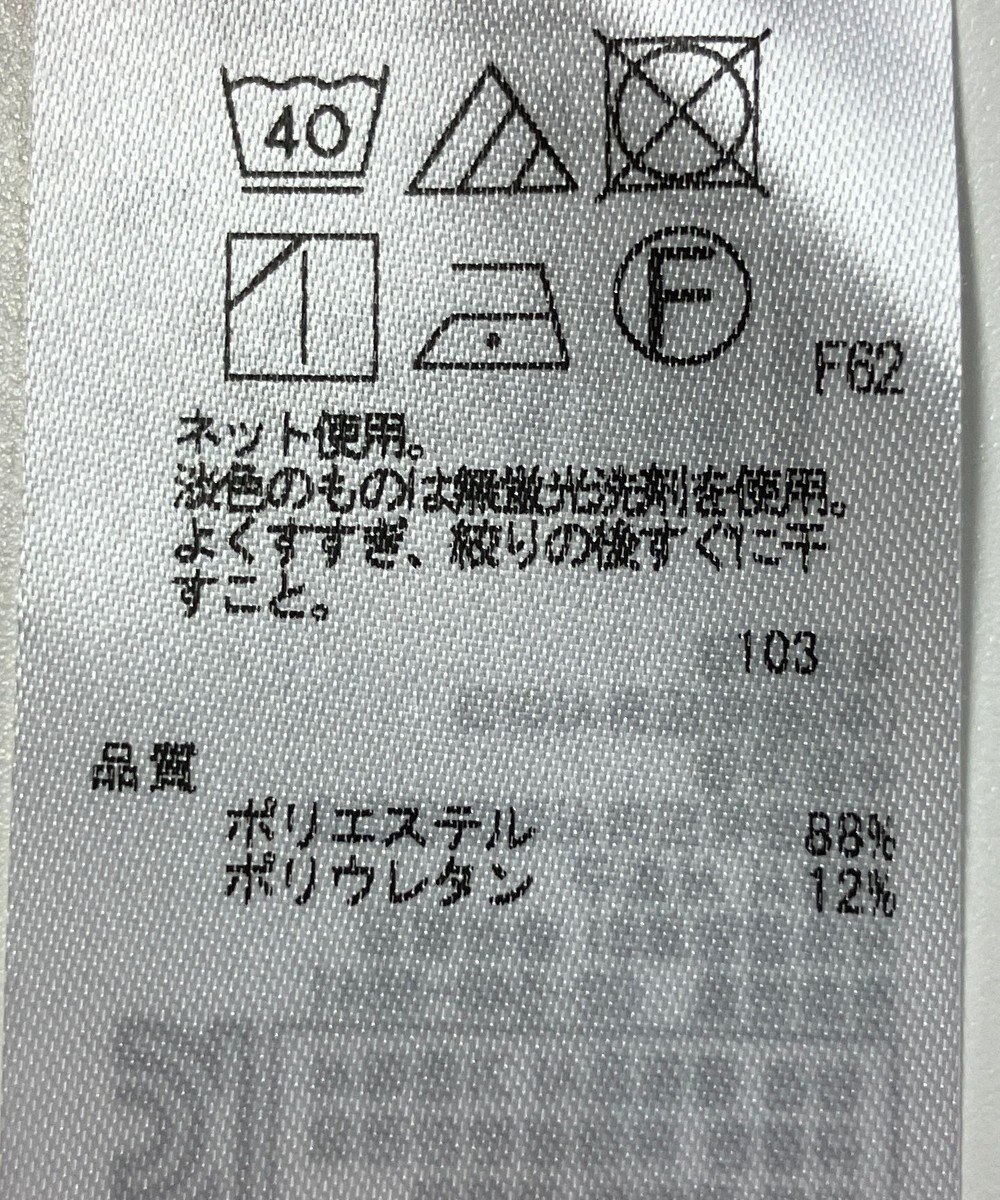 40
F
F62
ネット使用。
淡色のものは無蛍光洗剤を使用。
よくすすぎ、絞りの後すぐに干
すこと。
103
品質
ポリエステル 88%
ポリウレタン 12%